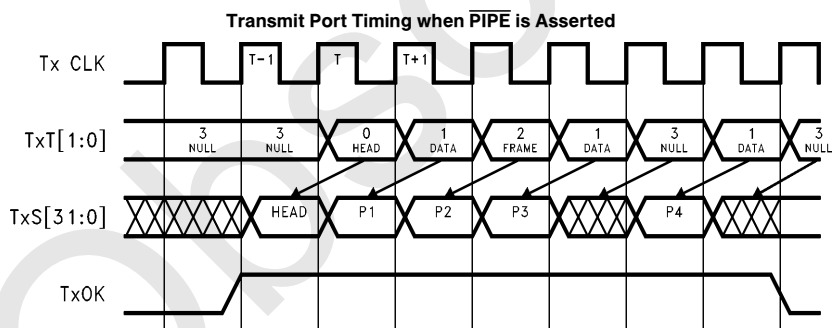 Transmit Port Timing when PIPE is Asserted
Tx CLK T-1 T T+1
TxT[1:0] 3 3 0 1 2 1 3 1 3
NULL NULL HEAD DATA FRAME DATA NULL DATA NULL
TxS[31:0] HEAD P1 P2 P3 P4
TxOK